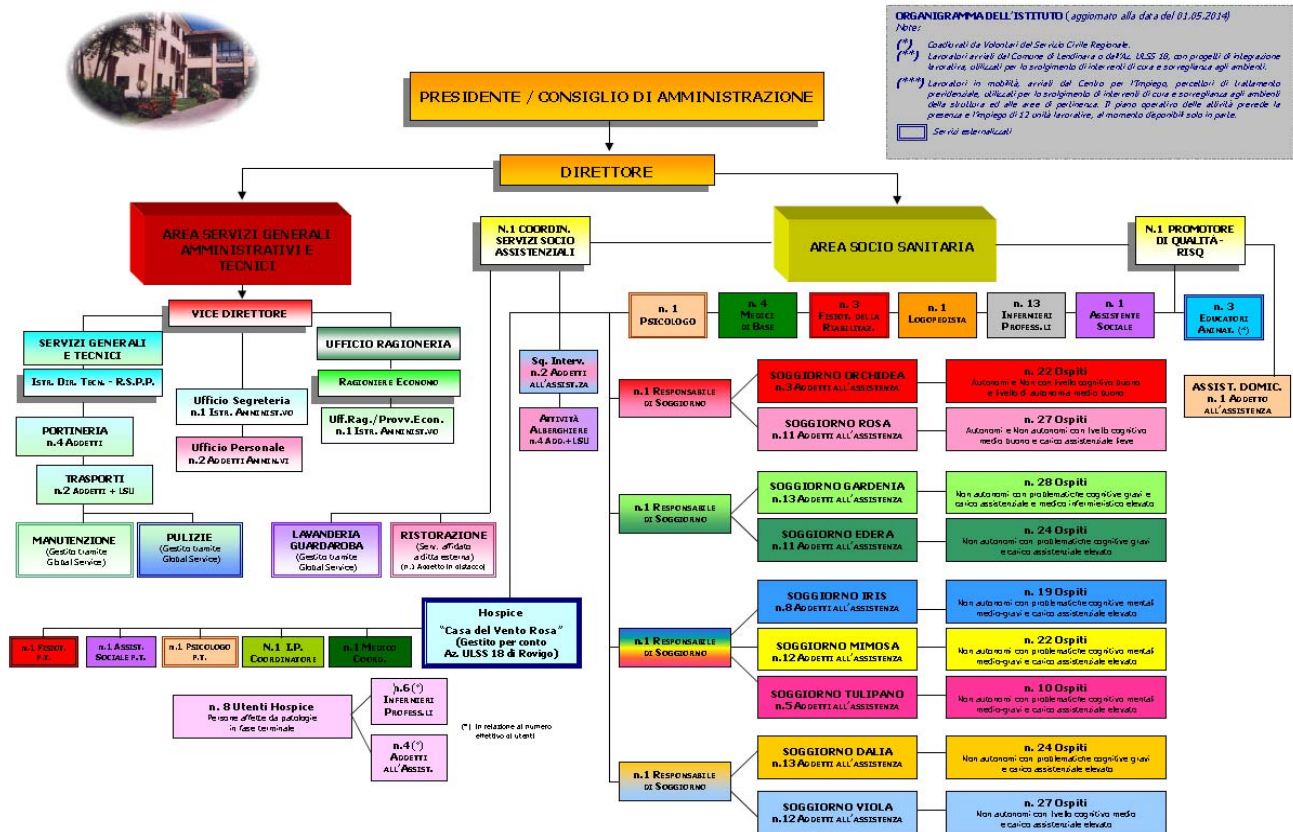 ORGANIGRAMMA DELL'ISTITUTO (aggiornato alla data del 01.05.2014)
Note:
(*) Coadiuvati da Volontari del Servizio Civile Regionale.
(**) Lavoratori avviati dal Comune di Lendinara o dall'Az. ULSS 18, con progetti di integrazione
lavorativa, utilizzati per lo svolgimento di interventi di cura e sorveglianza agli ambienti.
(***) Lavoratori in mobilità, avviati dal Centro per l'Impiego, percettori di trattamento
previdenziale, utilizzati per lo svolgimento di interventi di cura e sorveglianza agli ambienti
della struttura ed alle aree di pertinenza. Il piano operativo delle attività prevede la
presenza e l'impiego di 12 unità lavorative, al momento disponibili solo in parte.
Servizi esternalizzati
PRESIDENTE / CONSIGLIO DI AMMINISTRAZIONE
DIRETTORE
AREA SERVIZI GENERALI
AMMINISTRATIVI E
TECNICI
N.1 COORDIN.
SERVIZI SOCIO
ASSISTENZIALI
AREA SOCIO SANITARIA
N.1 PROMOTORE
DI QUALITÀ-
RISQ
VICE DIRETTORE
SERVIZI GENERALI
E TECNICI
ISTR. DIR. TECN. - R.S.P.P.
PORTINERIA
n.4 ADDETTI
TRASPORTI
n.2 ADDETTI + LSU
MANUTENZIONE
(Gestito tramite
Global Service)
PULIZIE
(Gestito tramite
Global Service)
Ufficio Segreteria
n.1 ISTR. AMMINIST.VO
Ufficio Personale
n.2 ADDETTI AMMIN.VI
UFFICIO RAGIONERIA
RAGIONIERE ECONOMO
Uff.Rag./Provv.Econ.
n.1 ISTR. AMMINIST.VO
LAVANDERIA
GUARDAROBA
(Gestito tramite
Global Service)
RISTORAZIONE
(Serv. affidato
a ditta esterna)
(n.1 Addetto in distacco)
Sq. Interv.
n.2 ADDETTI
ALL'ASSIST.ZA
ATTIVITÀ
ALBERGHIERE
n.4 ADD.+LSU
n. 1
PSICOLOGO
n. 4
MEDICI
DI BASE
n. 3
FISIOT. DELLA
RIABILITAZ.
n. 1
LOGOPEDISTA
n. 13
INFERMIERI
PROFESS.LI
n. 1
ASSISTENTE
SOCIALE
n. 3
EDUCATORI
ANIMAT. (*)
ASSIST. DOMIC.
n. 1 ADDETTO
ALL'ASSISTENZA
n.1 RESPONSABILE
DI SOGGIORNO
SOGGIORNO ORCHIDEA
n.3 ADDETTI ALL'ASSISTENZA
n. 22 Ospiti
Autonomi e Non con livello cognitivo buono
e livello di autonomia medio buono
SOGGIORNO ROSA
n.11 ADDETTI ALL'ASSISTENZA
n. 27 Ospiti
Autonomi e Non autonomi con livello cognitivo
medio buono e carico assistenziale lieve
n.1 RESPONSABILE
DI SOGGIORNO
SOGGIORNO GARDENIA
n.13 ADDETTI ALL'ASSISTENZA
n. 28 Ospiti
Non autonomi con problematiche cognitive gravi e
carico assistenziale e medico infermieristico elevato
SOGGIORNO EDERA
n.11 ADDETTI ALL'ASSISTENZA
n. 24 Ospiti
Non autonomi con problematiche cognitive gravi
e carico assistenziale elevato
n.1 RESPONSABILE
DI SOGGIORNO
SOGGIORNO IRIS
n.8 ADDETTI ALL'ASSISTENZA
n. 19 Ospiti
Non autonomi con problematiche cognitive mentali
medio-gravi e carico assistenziale elevato
SOGGIORNO MIMOSA
n.12 ADDETTI ALL'ASSISTENZA
n. 22 Ospiti
Non autonomi con problematiche cognitive mentali
medio-gravi e carico assistenziale elevato
SOGGIORNO TULIPANO
n.5 ADDETTI ALL'ASSISTENZA
n. 10 Ospiti
Non autonomi con problematiche cognitive mentali
medio-gravi e carico assistenziale elevato
n.1 RESPONSABILE
DI SOGGIORNO
SOGGIORNO DALIA
n.13 ADDETTI ALL'ASSISTENZA
n. 24 Ospiti
Non autonomi con problematiche cognitive gravi
e carico assistenziale elevato
SOGGIORNO VIOLA
n.12 ADDETTI ALL'ASSISTENZA
n. 27 Ospiti
Non autonomi con livello cognitivo medio
e carico assistenziale elevato
Hospice
"Casa del Vento Rosa"
(Gestito per conto
Az. ULSS 18 di Rovigo)
n.1 FISIOT.
P.T.
n.1 ASSIST.
SOCIALE P.T.
n.1 PSICOLOGO
P.T.
N.1 I.P.
COORDINATORE
n.1 MEDICO
COORD.
n. 8 Utenti Hospice
Persone affette da patologie
in fase terminale
n.6 (*)
INFERMIERI
PROFESS.LI
n.4 (*)
ADDETTI
ALL'ASSIST.
(*) In relazione al numero
effettivo di utenti